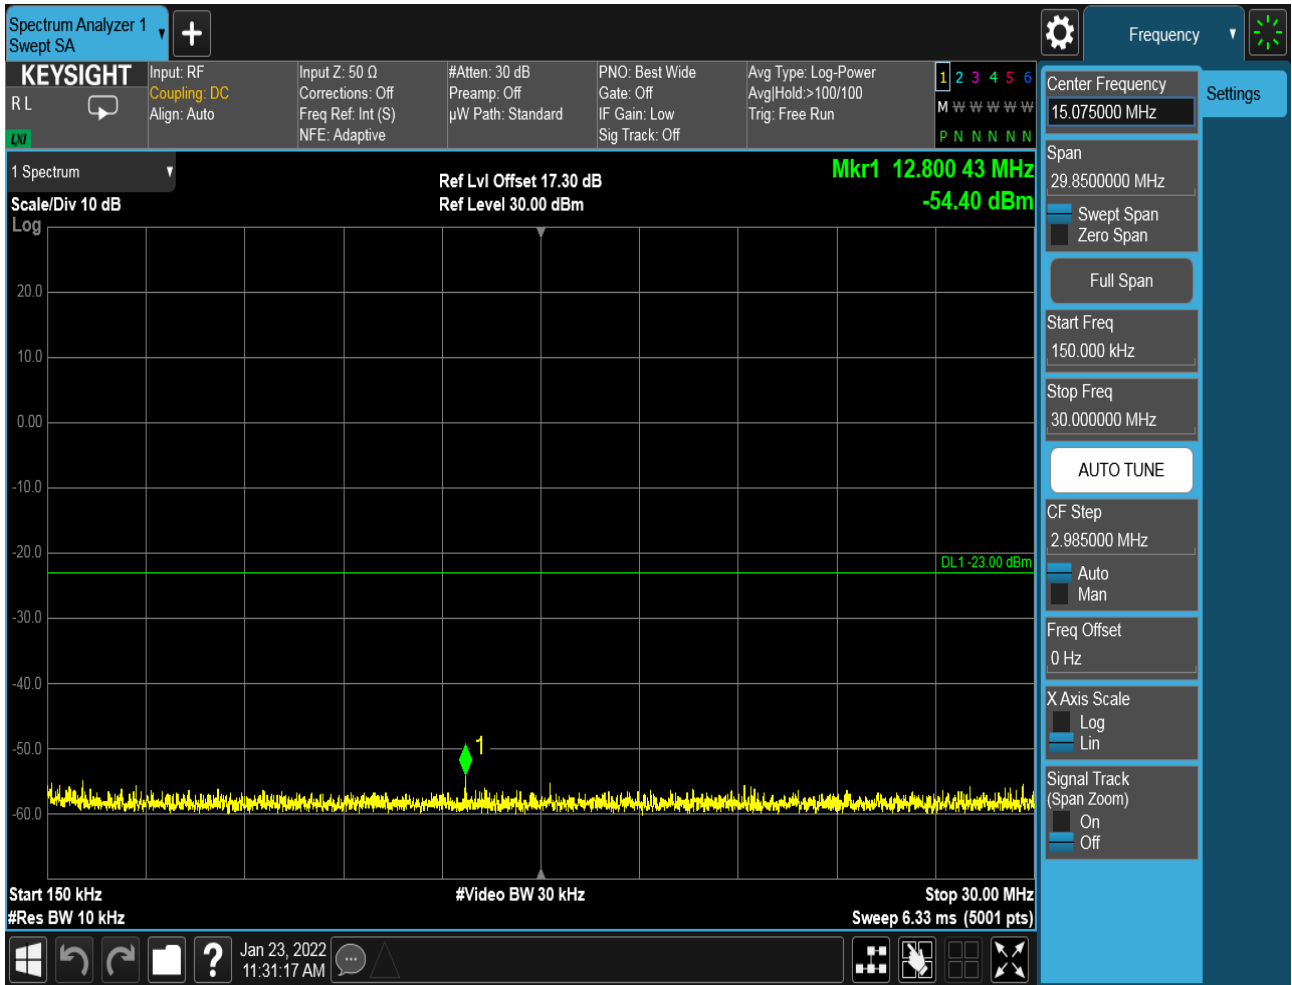 Spectrum Analyzer 1
Swept SA
Frequency
KEYSIGHT
R L
LXI
Input: RF
Coupling: DC
Align: Auto
Input Z: 50 Ω
Corrections: Off
Freq Ref: Int (S)
NFE: Adaptive
#Atten: 30 dB
Preamp: Off
µW Path: Standard
PNO: Best Wide
Gate: Off
IF Gain: Low
Sig Track: Off
Avg Type: Log-Power
Avg|Hold:>100/100
Trig: Free Run
1 2 3 4 5 6
M W W W W W
P N N N N N
1 Spectrum
Scale/Div 10 dB
Log
Ref Lvl Offset 17.30 dB
Ref Level 30.00 dBm
Mkr1 12.800 43 MHz
-54.40 dBm
20.0
10.0
0.00
-10.0
-20.0
DL1 -23.00 dBm
-30.0
-40.0
-50.0
1
-60.0
Start 150 kHz
#Video BW 30 kHz
Stop 30.00 MHz
#Res BW 10 kHz
Sweep 6.33 ms (5001 pts)
Jan 23, 2022
11:31:17 AM
?
Center Frequency
15.075000 MHz
Settings
Span
29.8500000 MHz
Swept Span
Zero Span
Full Span
Start Freq
150.000 kHz
Stop Freq
30.000000 MHz
AUTO TUNE
CF Step
2.985000 MHz
Auto
Man
Freq Offset
0 Hz
X Axis Scale
Log
Lin
Signal Track
(Span Zoom)
On
Off